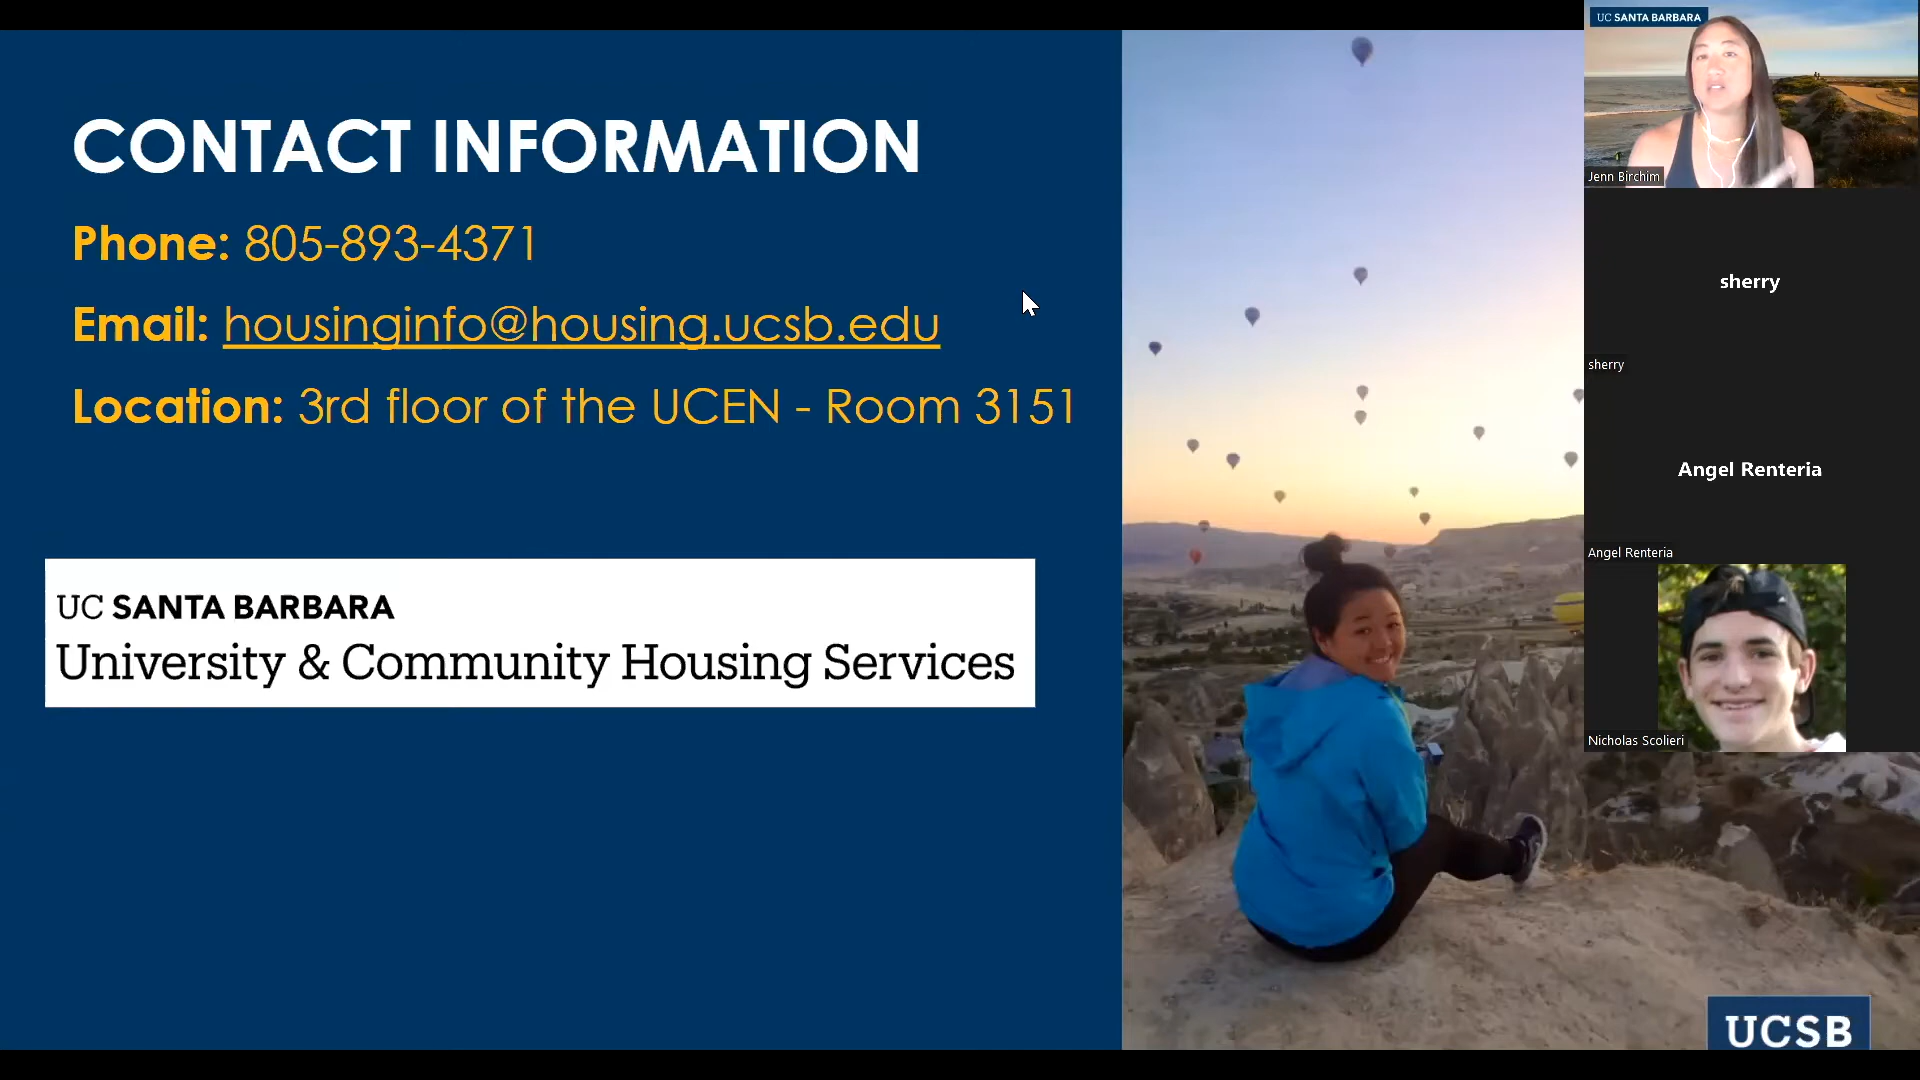 CONTACT INFORMATION
Phone: 805-893-4371
Email: housinginfo@housing.ucsb.edu
Location: 3rd floor of the UCEN - Room 3151
UC SANTA BARBARA
University & Community Housing Services
UCSB
UC SANTA BARBARA
Jenn Birchim
sherry
sherry
Angel Renteria
Angel Renteria
Nicholas Scolieri